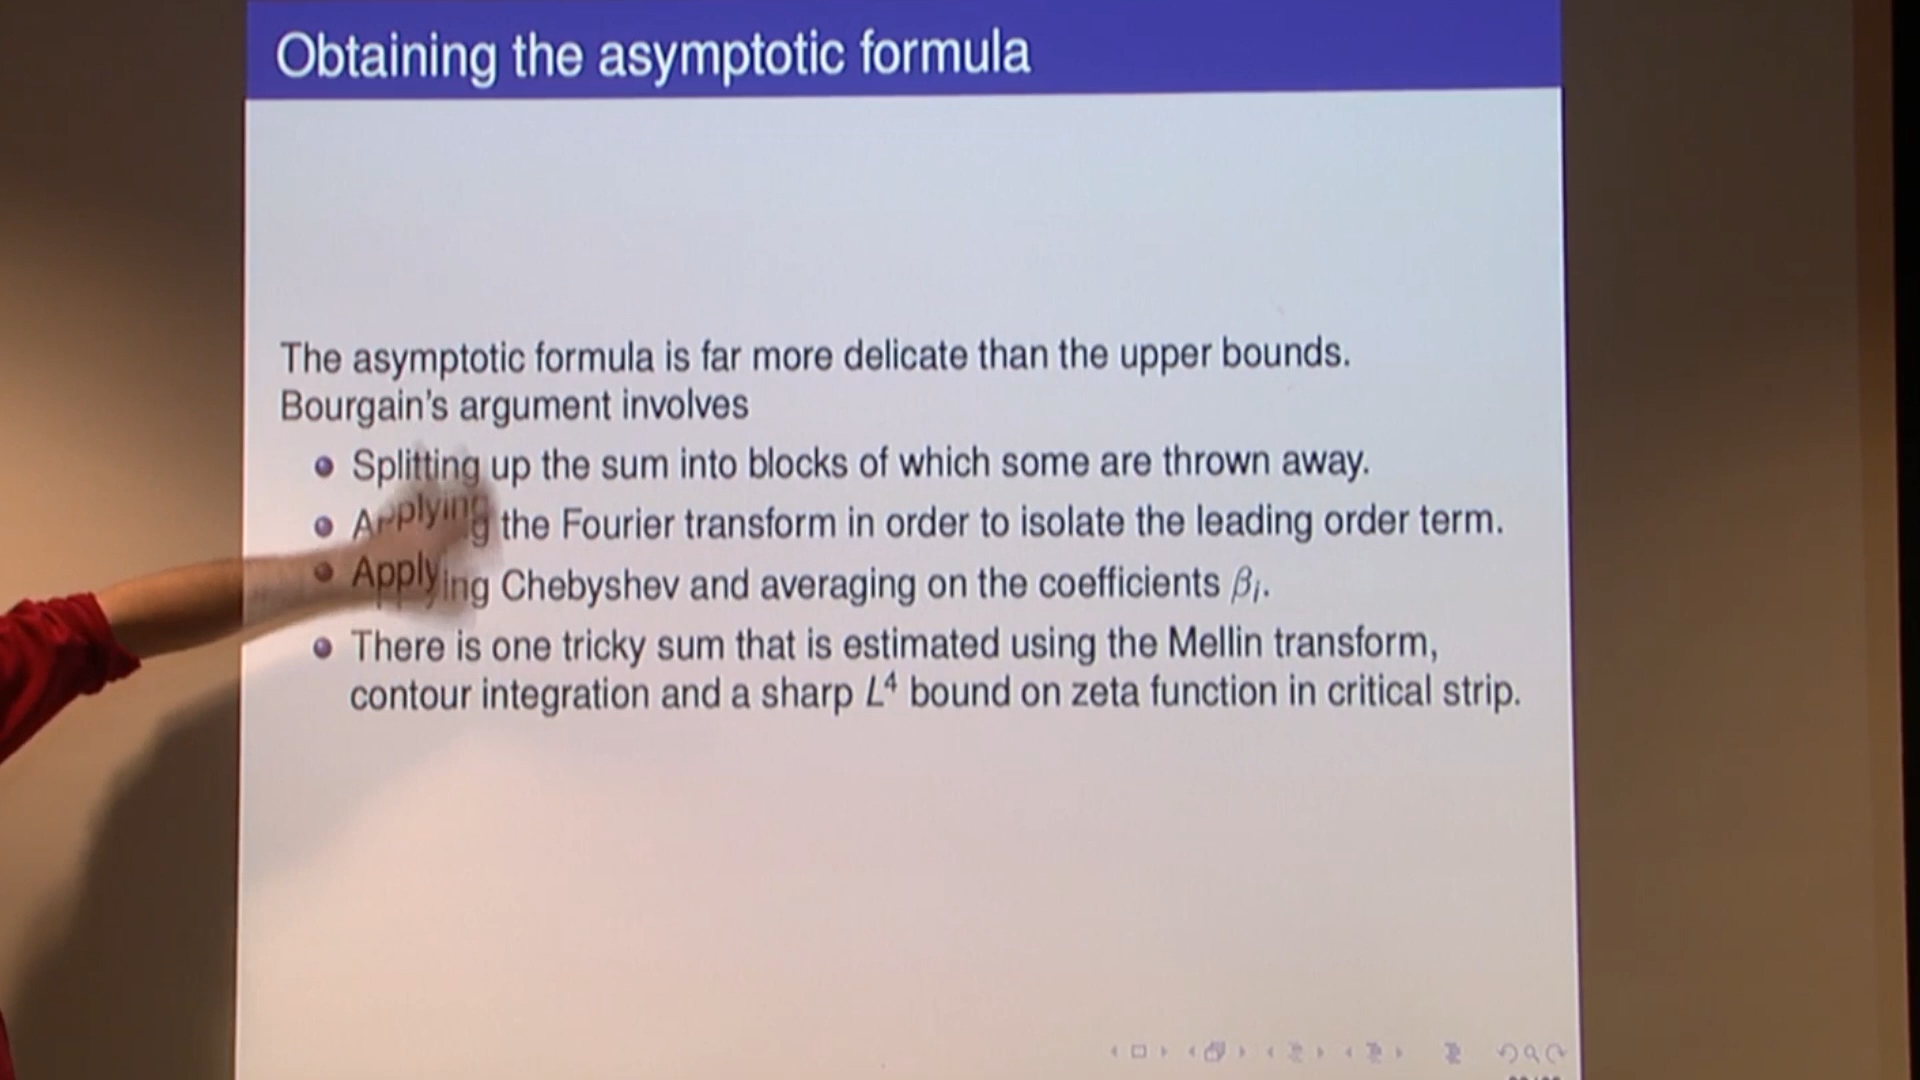 Obtaining the asymptotic formula
The asymptotic formula is far more delicate than the upper bounds.
Bourgain's argument involves
Splitting up the sum into blocks of which some are thrown away.
Applying the Fourier transform in order to isolate the leading order term.
Applying Chebyshev and averaging on the coefficients βᵢ.
There is one tricky sum that is estimated using the Mellin transform,
contour integration and a sharp L⁴ bound on zeta function in critical strip.